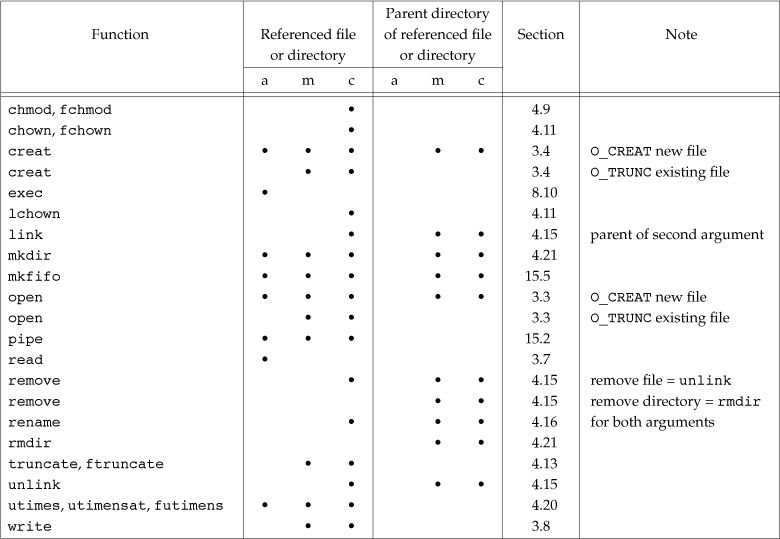 Function Referenced file or directory Parent directory of referenced file or directory Section Note
a m c a m c
chmod, fchmod • 4.9
chown, fchown • 4.11
creat • • • • • 3.4 O_CREAT new file
creat • • 3.4 O_TRUNC existing file
exec • 8.10
lchown • 4.11
link • • • 4.15 parent of second argument
mkdir • • • • • 4.21
mkfifo • • • • • 15.5
open • • • • • 3.3 O_CREAT new file
open • • 3.3 O_TRUNC existing file
pipe • • • 15.2
read • 3.7
remove • • • 4.15 remove file = unlink
remove • • 4.15 remove directory = rmdir
rename • • • 4.16 for both arguments
rmdir • • 4.21
truncate, ftruncate • • 4.13
unlink • • • 4.15
utimes, utimensat, futimens • • • 4.20
write • • 3.8